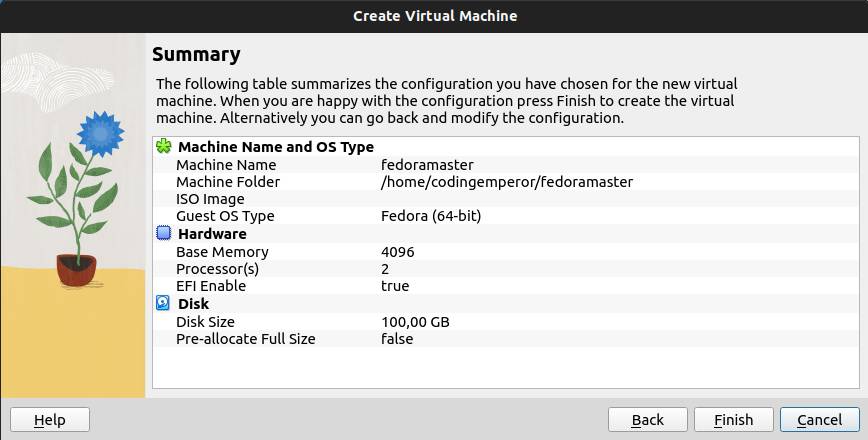 Create Virtual Machine
Summary
The following table summarizes the configuration you have chosen for the new virtual
machine. When you are happy with the configuration press Finish to create the virtual
machine. Alternatively you can go back and modify the configuration.
Machine Name and OS Type
Machine Name fedoramaster
Machine Folder /home/codingemperor/fedoramaster
ISO Image
Guest OS Type Fedora (64-bit)
Hardware
Base Memory 4096
Processor(s) 2
EFI Enable true
Disk
Disk Size 100,00 GB
Pre-allocate Full Size false
Help Back Finish Cancel